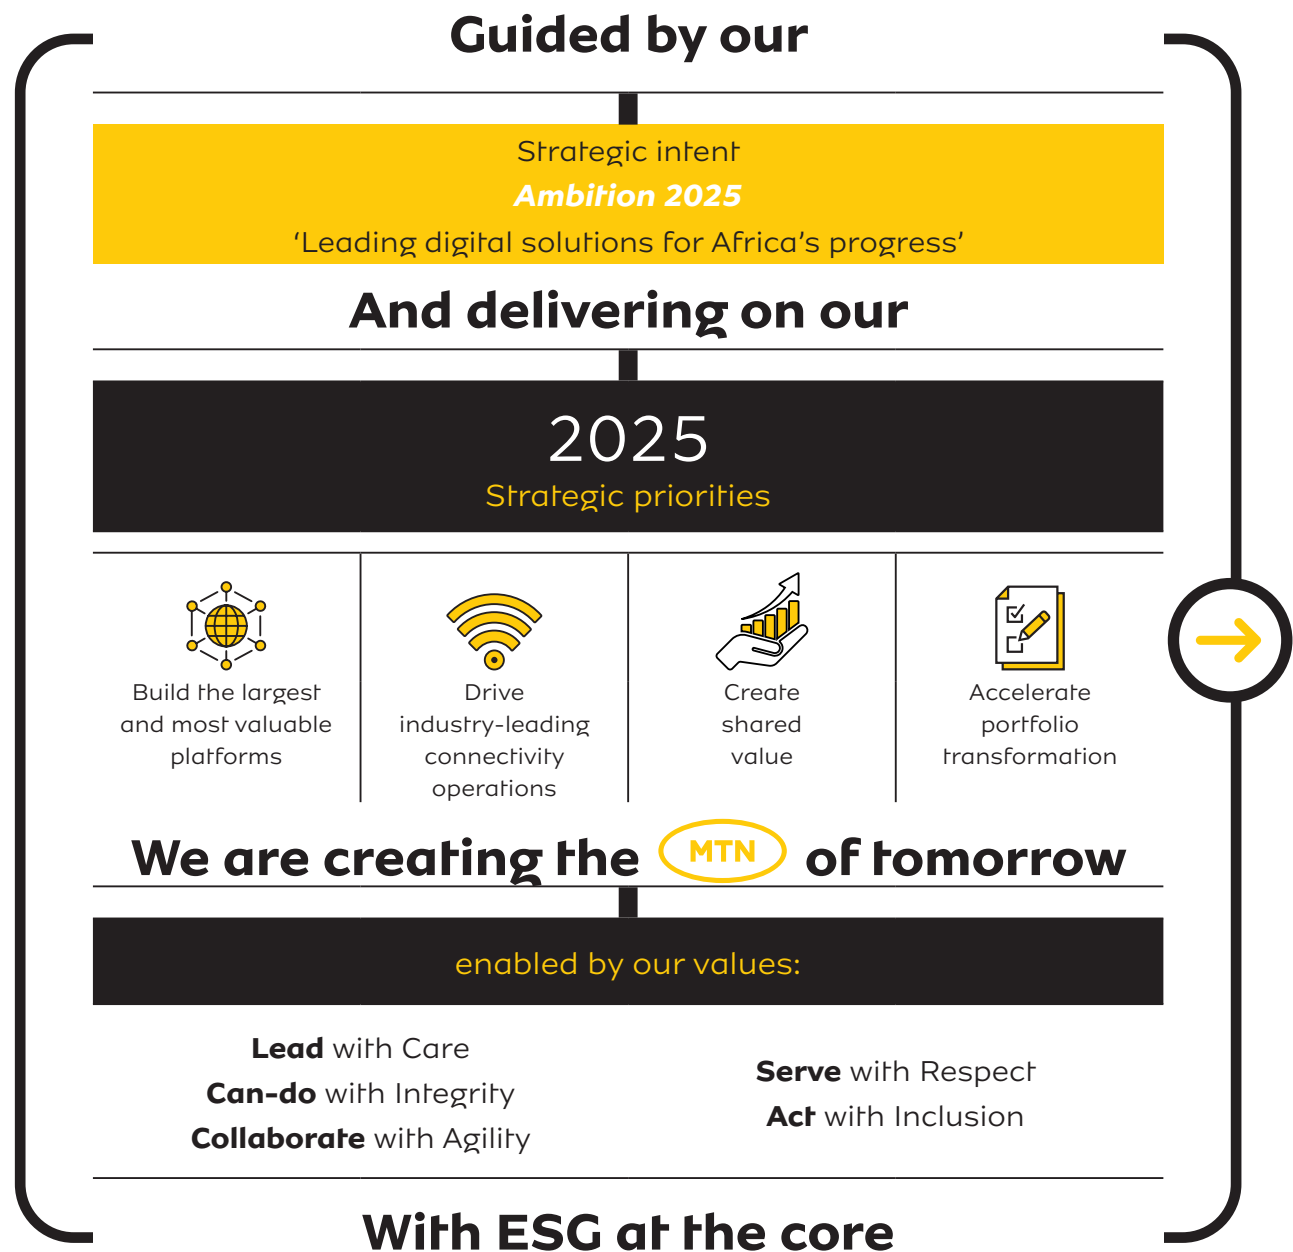 Guided by our
Strategic intent
Ambition 2025
‘Leading digital solutions for Africa’s progress’
And delivering on our
2025
Strategic priorities
Build the largest
and most valuable
platforms
Drive
industry-leading
connectivity
operations
Create
shared
value
Accelerate
portfolio
transformation
We are creating the MTN of tomorrow
enabled by our values:
Lead with Care
Can-do with Integrity
Collaborate with Agility
Serve with Respect
Act with Inclusion
With ESG at the core